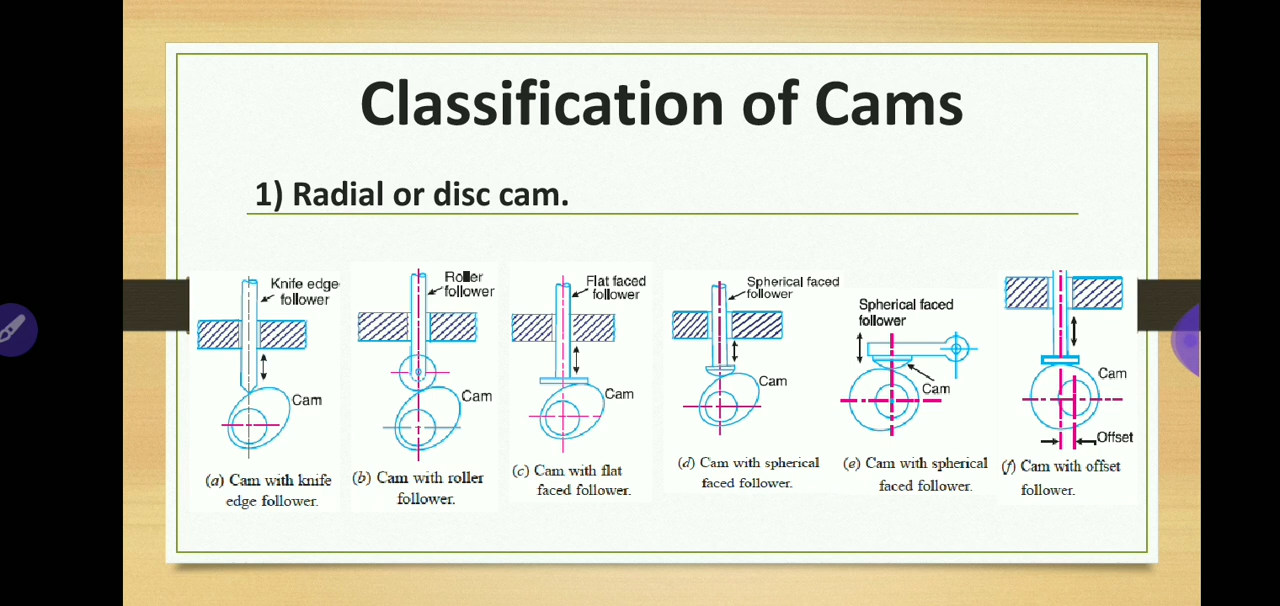 Classification of Cams
1) Radial or disc cam.
Knife edge
follower
Cam
(a) Cam with knife
edge follower.
Roller
follower
Cam
(b) Cam with roller
follower.
Flat faced
follower
Cam
(c) Cam with flat
faced follower.
Spherical faced
follower
Cam
(d) Cam with spherical
faced follower.
Spherical faced
follower
Cam
(e) Cam with spherical
faced follower.
Cam
Offset
(f) Cam with offset
follower.